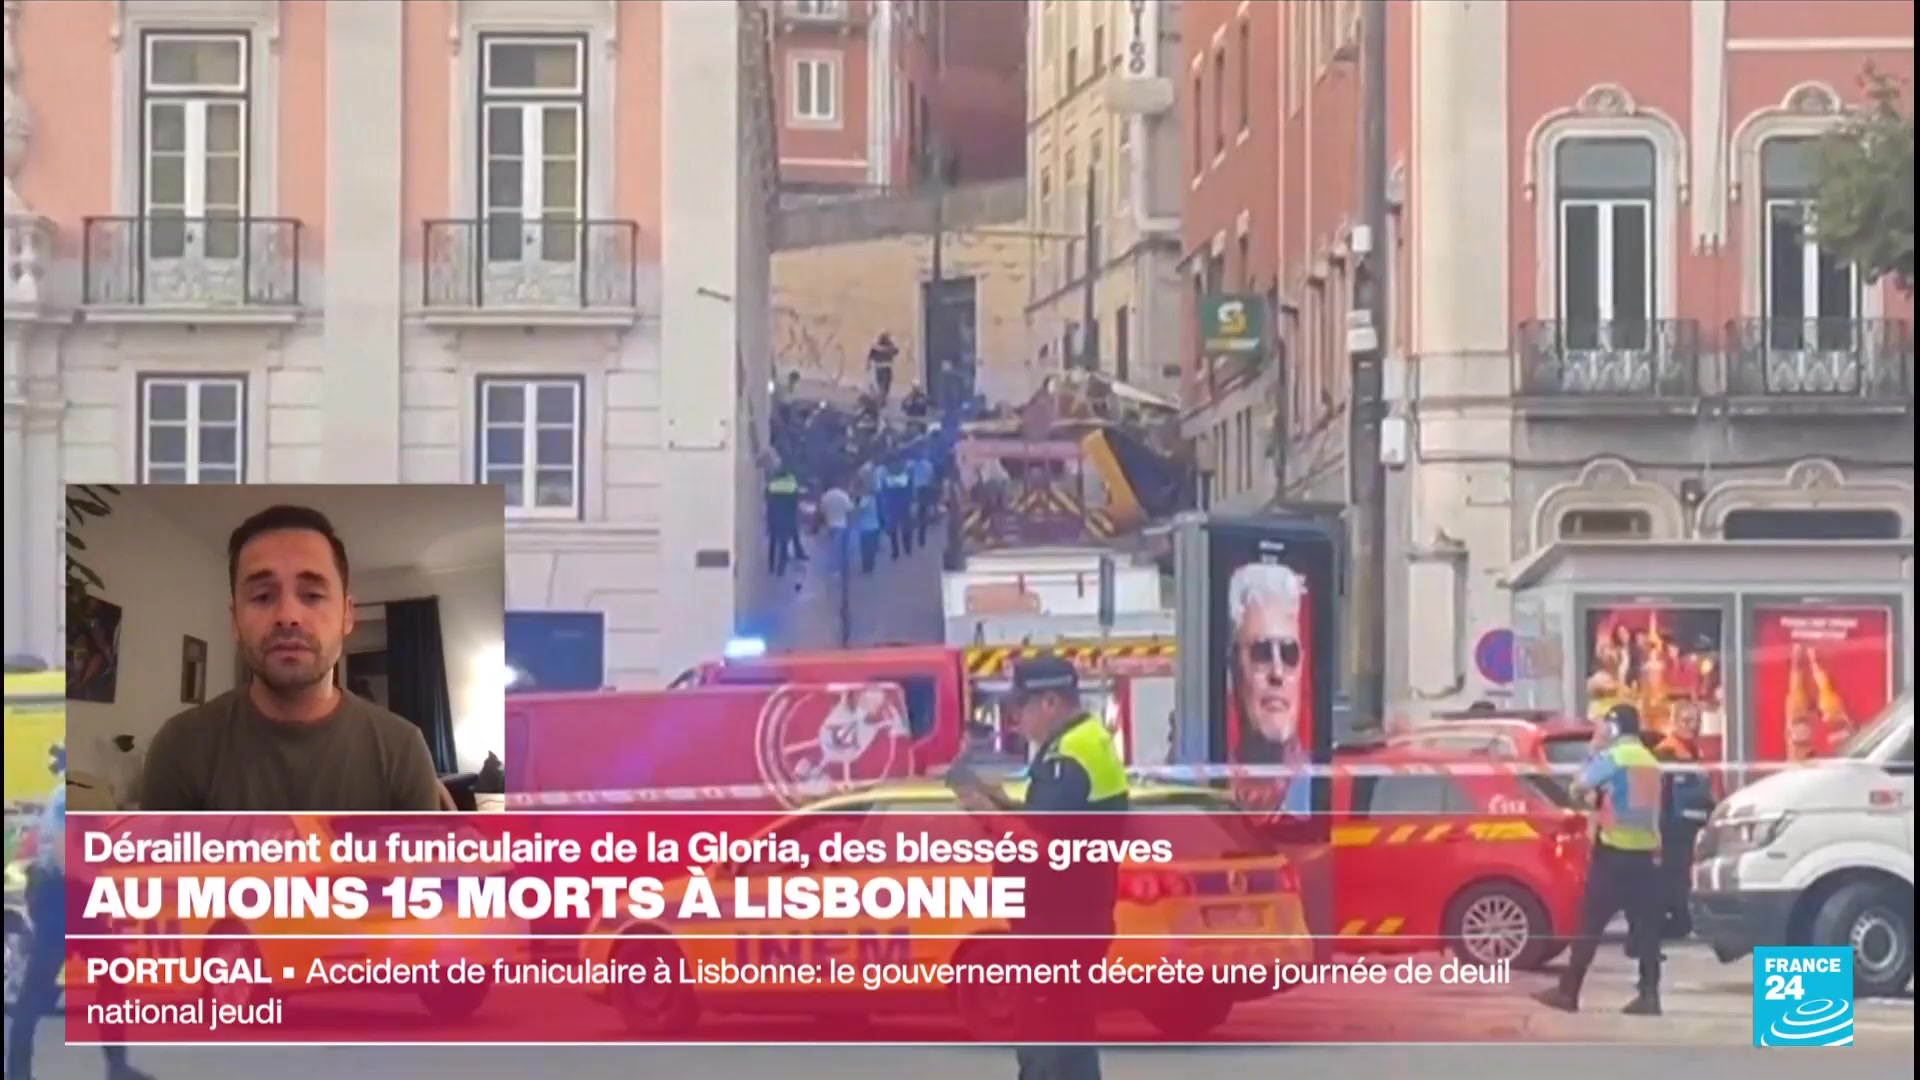 Déraillement du funiculaire de la Gloria, des blessés graves
AU MOINS 15 MORTS À LISBONNE
PORTUGAL ▪ Accident de funiculaire à Lisbonne: le gouvernement décrète une journée de deuil
national jeudi
FRANCE
24
INEM